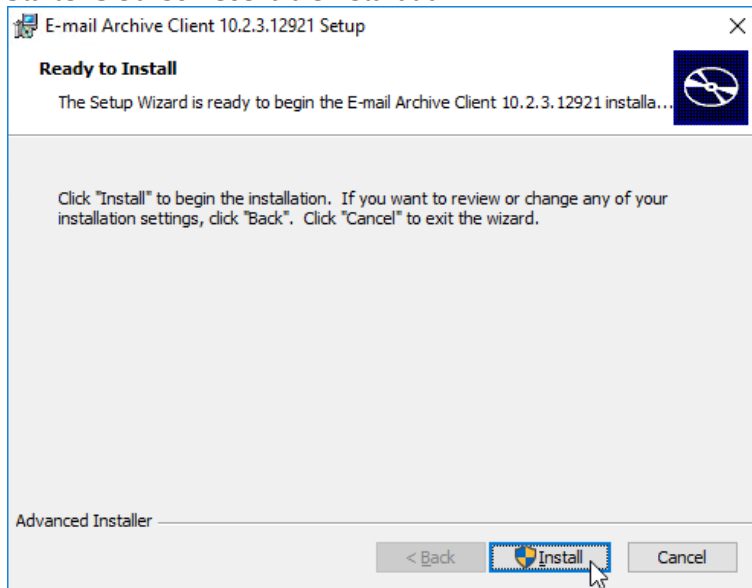 E-mail Archive Client 10.2.3.12921 Setup
Ready to Install
The Setup Wizard is ready to begin the E-mail Archive Client 10.2.3.12921 installa...
Click "Install" to begin the installation. If you want to review or change any of your
installation settings, click "Back". Click "Cancel" to exit the wizard.
Advanced Installer
< Back
Install
Cancel